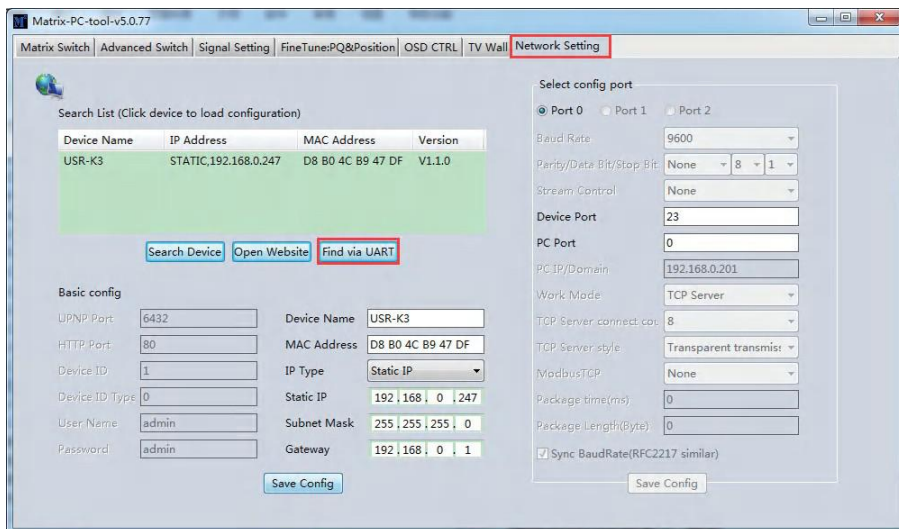 Matrix-PC-tool-v5.0.77
Matrix Switch Advanced Switch Signal Setting FineTune:PQ&Position OSD CTRL TV Wall Network Setting
Search List (Click device to load configuration)
Device Name IP Address MAC Address Version
USR-K3 STATIC,192.168.0.247 D8 B0 4C B9 47 DF V1.1.0
Search Device Open Website Find via UART
Basic config
UPNP Port 6432
HTTP Port 80
Device ID 1
Device ID Type 0
User Name admin
Password admin
Device Name USR-K3
MAC Address D8 B0 4C B9 47 DF
IP Type Static IP
Static IP 192 . 168 . 0 . 247
Subnet Mask 255 . 255 . 255 . 0
Gateway 192 . 168 . 0 . 1
Save Config
Select config port
Port 0 Port 1 Port 2
Baud Rate 9600
Parity/Data Bit/Stop Bit None 8 1
Stream Control None
Device Port 23
PC Port 0
PC IP/Domain 192.168.0.201
Work Mode TCP Server
TCP Server connect cou 8
TCP Server style Transparent transmiss
ModbusTCP None
Package time(ms) 0
Package Length(Byte) 0
Sync BaudRate(RFC2217 similar)
Save Config